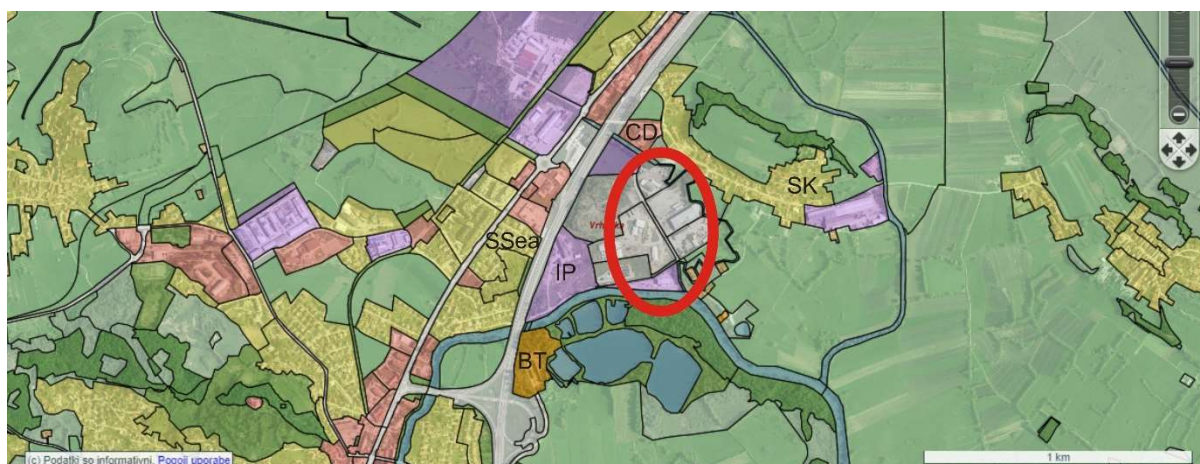 CD
SK
SSea
IP
BT
(c) Podatki so informativni. Pogoji uporabe
1 km